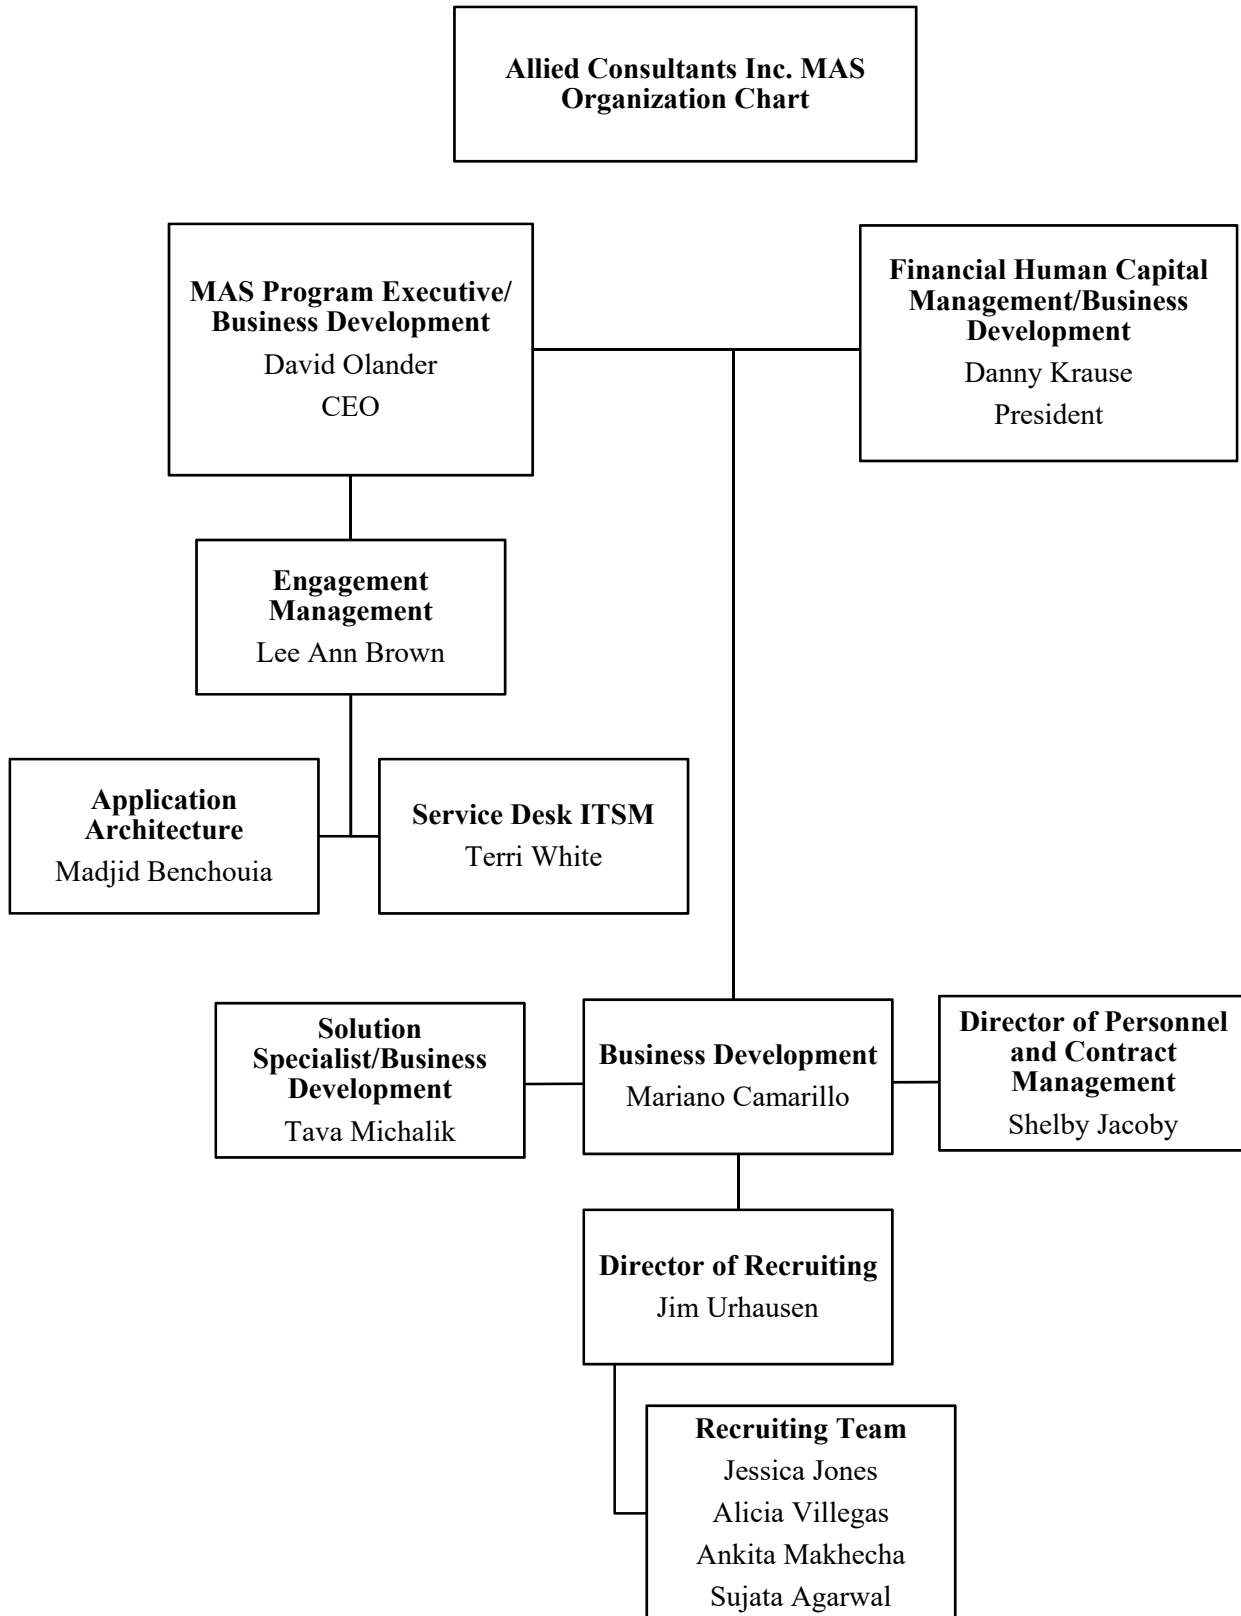 Allied Consultants Inc. MAS
Organization Chart
MAS Program Executive/
Business Development
David Olander
CEO
Financial Human Capital
Management/Business
Development
Danny Krause
President
Engagement
Management
Lee Ann Brown
Application
Architecture
Madjid Benchouia
Service Desk ITSM
Terri White
Solution
Specialist/Business
Development
Tava Michalik
Business Development
Mariano Camarillo
Director of Personnel
and Contract
Management
Shelby Jacoby
Director of Recruiting
Jim Urhausen
Recruiting Team
Jessica Jones
Alicia Villegas
Ankita Makhecha
Sujata Agarwal